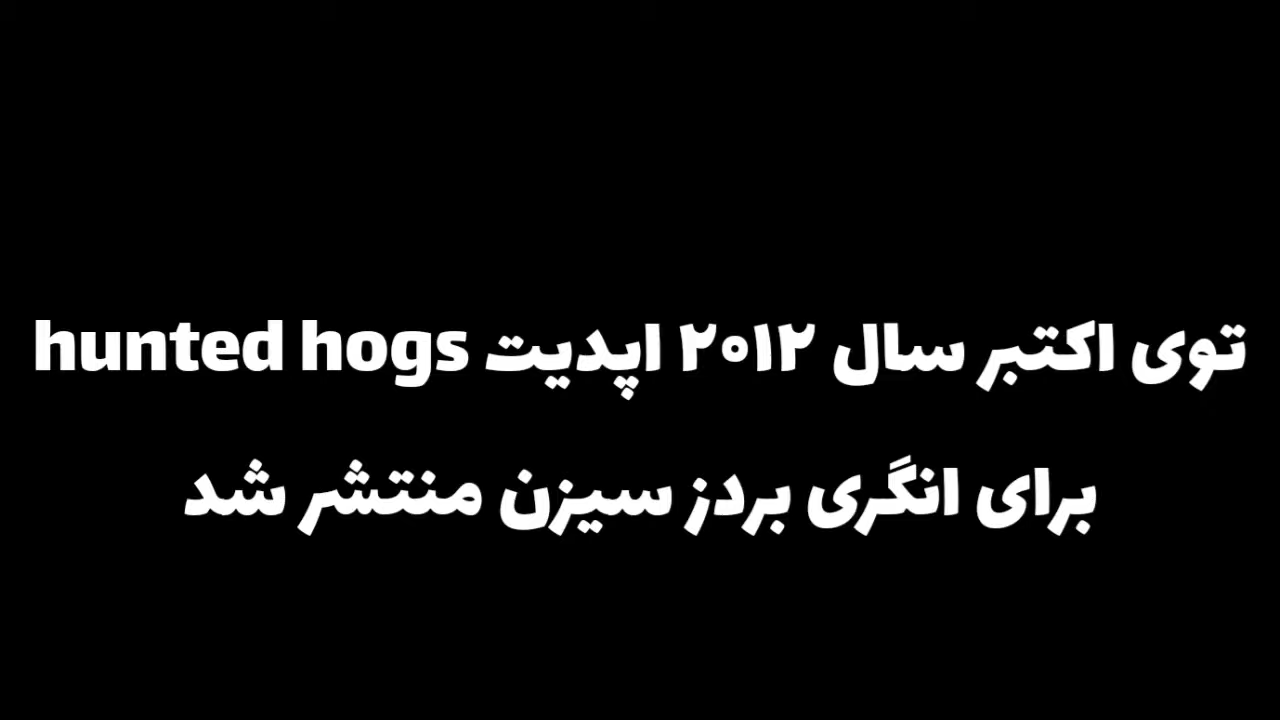 توی اکتبر سال ۲۰۱۲ اپدیت hunted hogs
برای انگری بردز سیزن منتشر شد